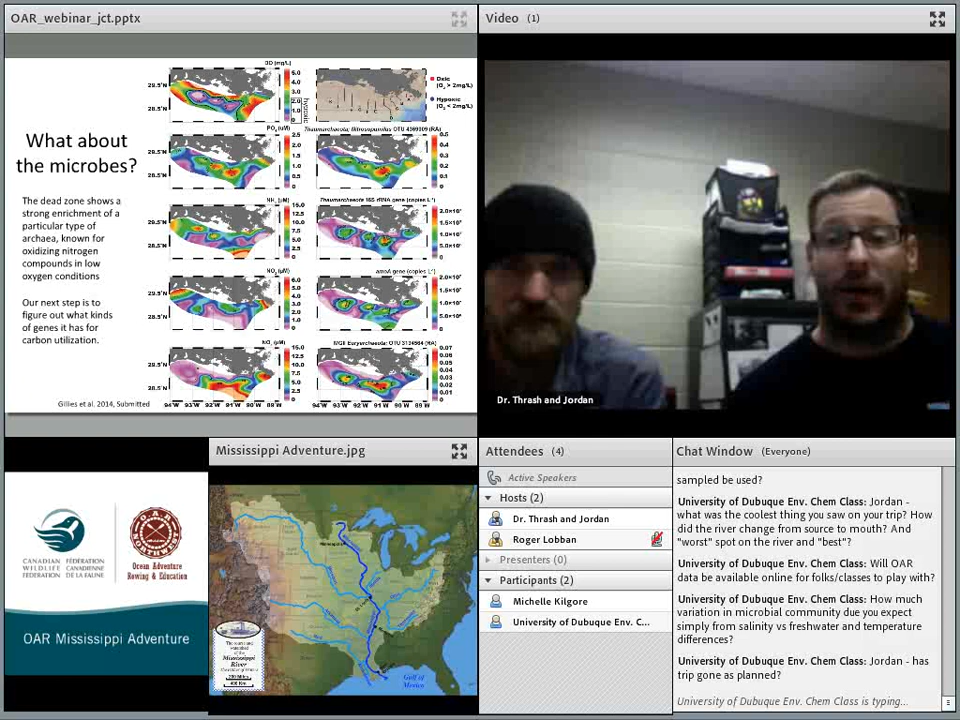 OAR_webinar_jct.pptx
What about
the microbes?
The dead zone shows a
strong enrichment of a
particular type of
archaea, known for
oxidizing nitrogen
compounds in low
oxygen conditions
Our next step is to
figure out what kinds
of genes it has for
carbon utilization.
Gillies et al. 2014, Submitted
Video (1)
Dr. Thrash and Jordan
CANADIAN FÉDÉRATION
WILDLIFE CANADIENNE
FEDERATION DE LA FAUNE
O.A.R.
NORTHWEST
Ocean Adventure
Rowing & Education
OAR Mississippi Adventure
Mississippi Adventure.jpg
Mississippi
River
Gulf of
Mexico
Attendees (4)
Active Speakers
Hosts (2)
Dr. Thrash and Jordan
Roger Lobban
Presenters (0)
Participants (2)
Michelle Kilgore
University of Dubuque Env. C...
Chat Window (Everyone)
sampled be used?
University of Dubuque Env. Chem Class: Jordan -
what was the coolest thing you saw on your trip? How
did the river change from source to mouth? And
"worst" spot on the river and "best"?
University of Dubuque Env. Chem Class: Will OAR
data be available online for folks/classes to play with?
University of Dubuque Env. Chem Class: How much
variation in microbial community due you expect
simply from salinity vs freshwater and temperature
differences?
University of Dubuque Env. Chem Class: Jordan - has
trip gone as planned?
University of Dubuque Env. Chem Class is typing...